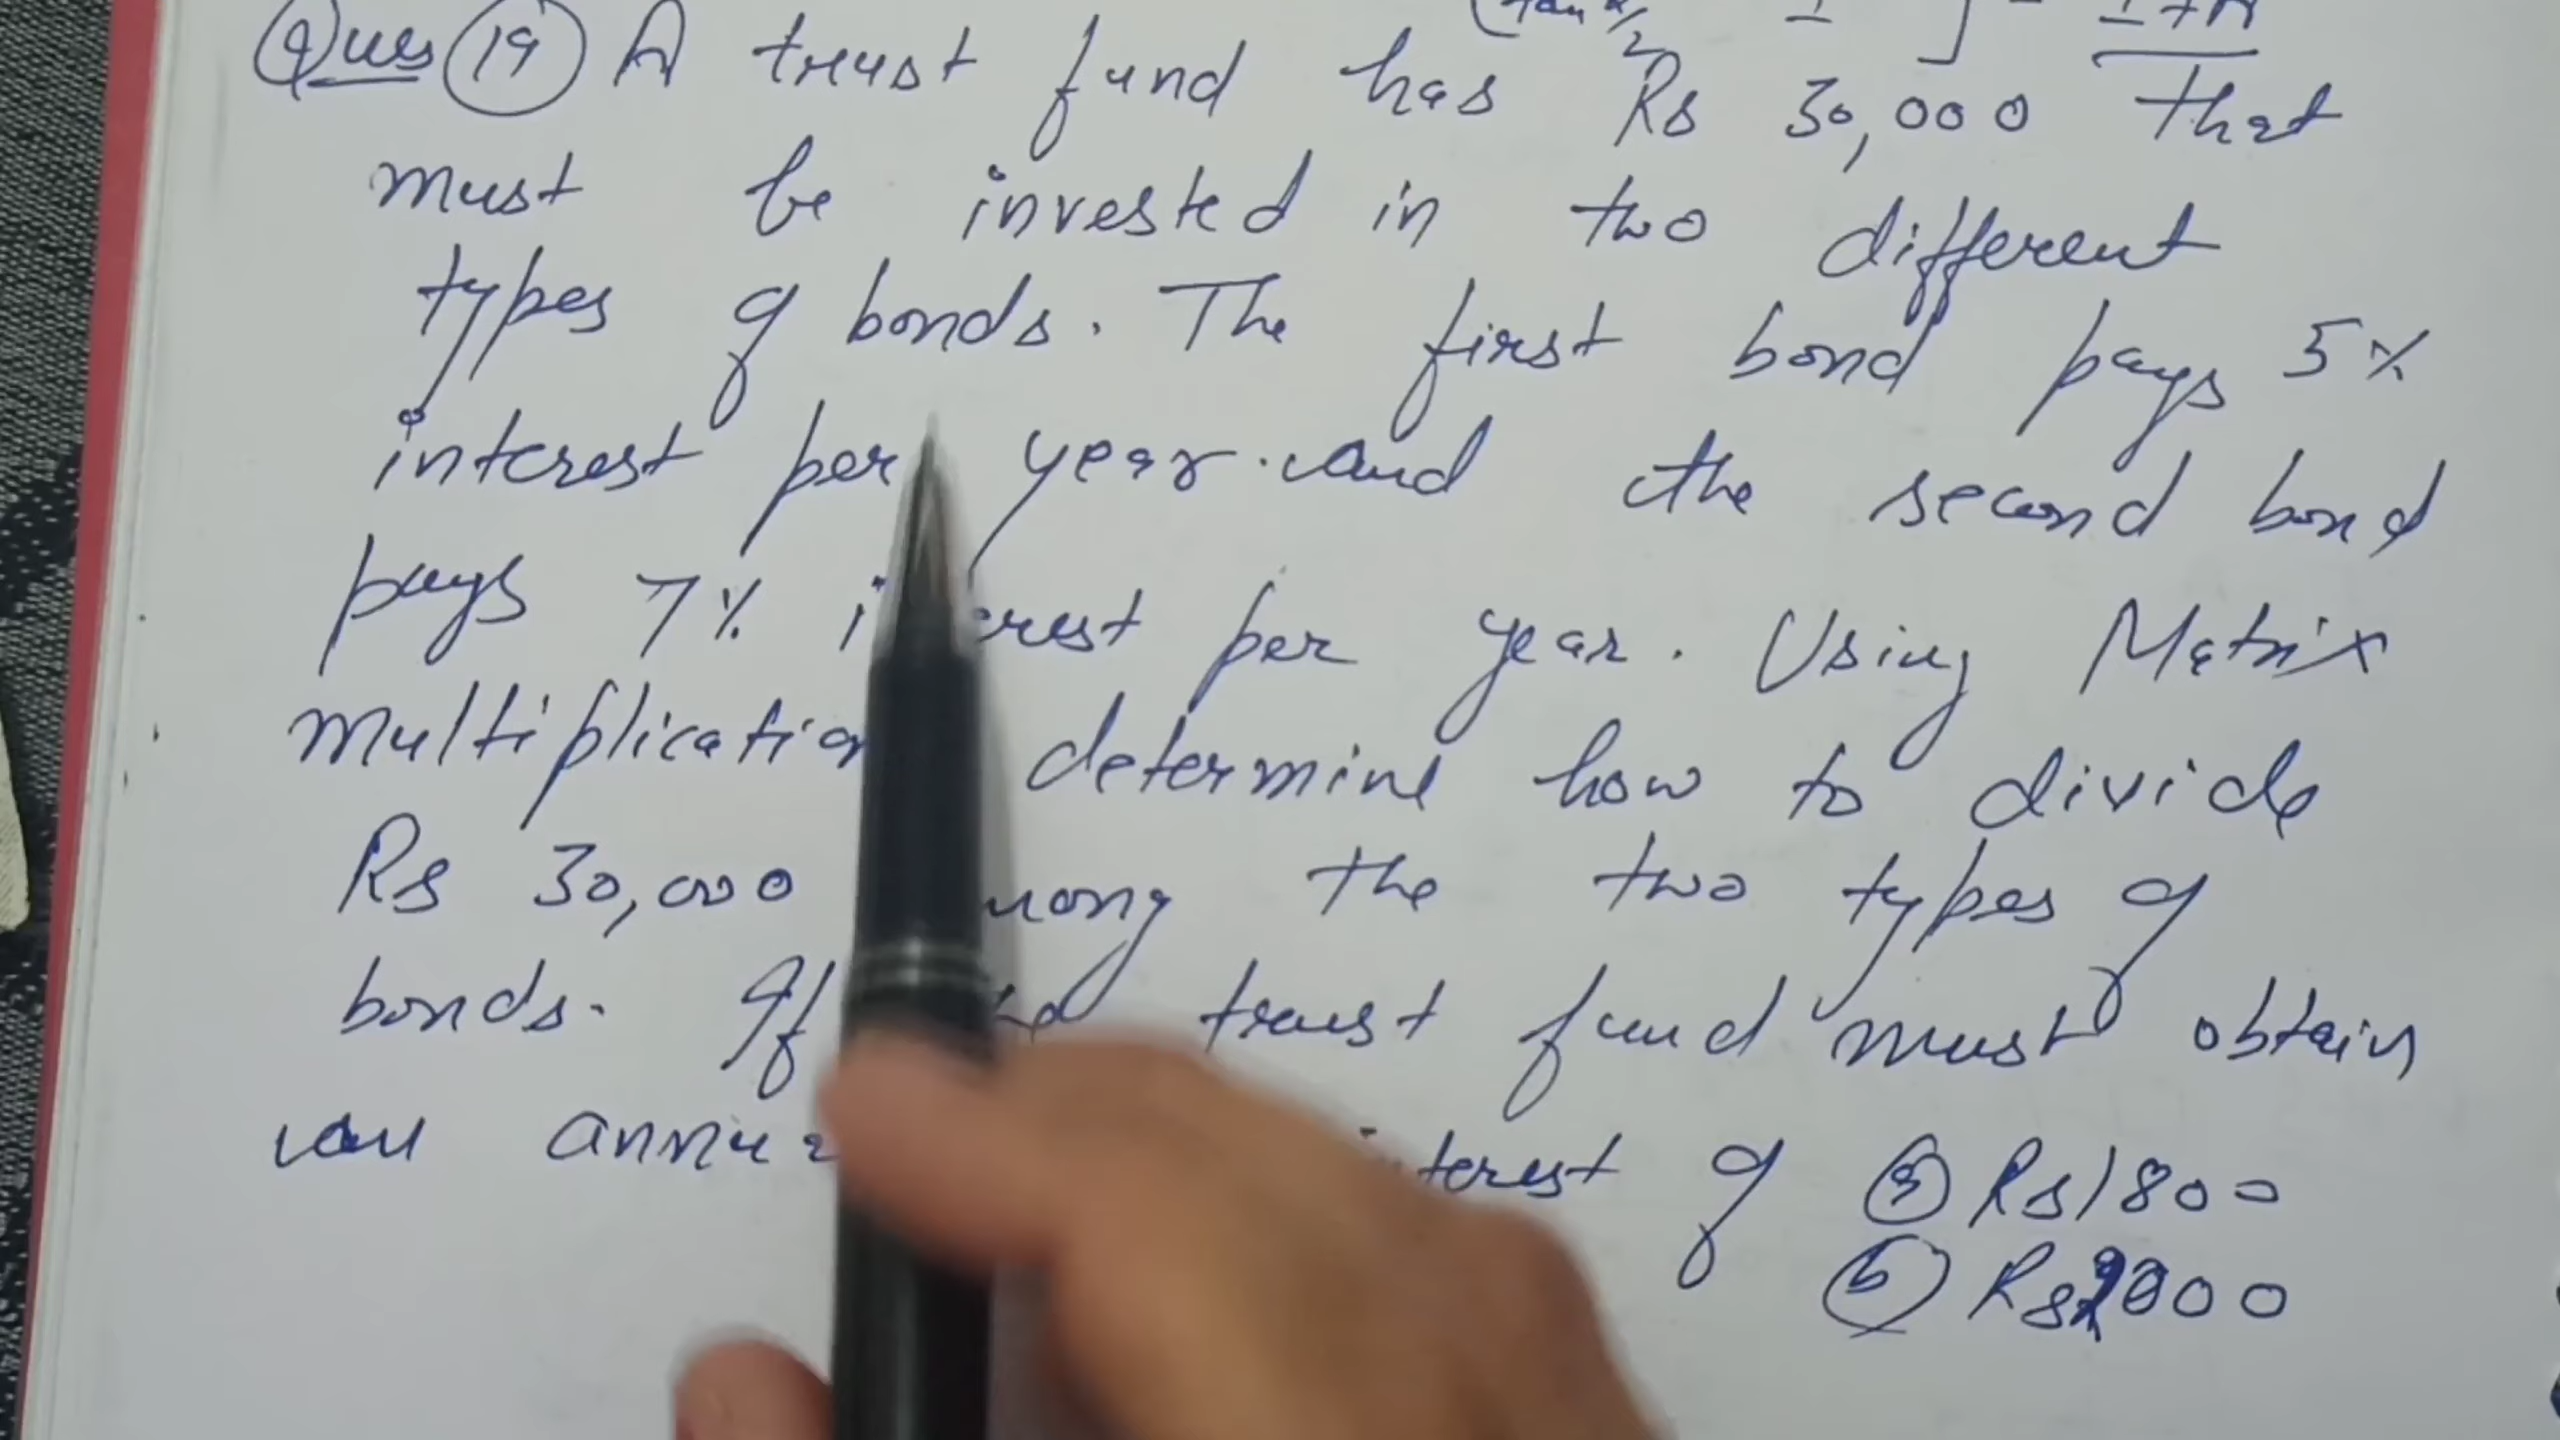 Ques 19 A trust fund has Rs 30,000 that
must be invested in two different
types of bonds. The first bond pays 5%
interest per year and the second bond
pays 7% interest per year. Using Matrix
multiplication determine how to divide
Rs 30,000 among the two types of
bonds. If the trust fund must obtain
an annual interest of (a) Rs 1800
(b) Rs 2000